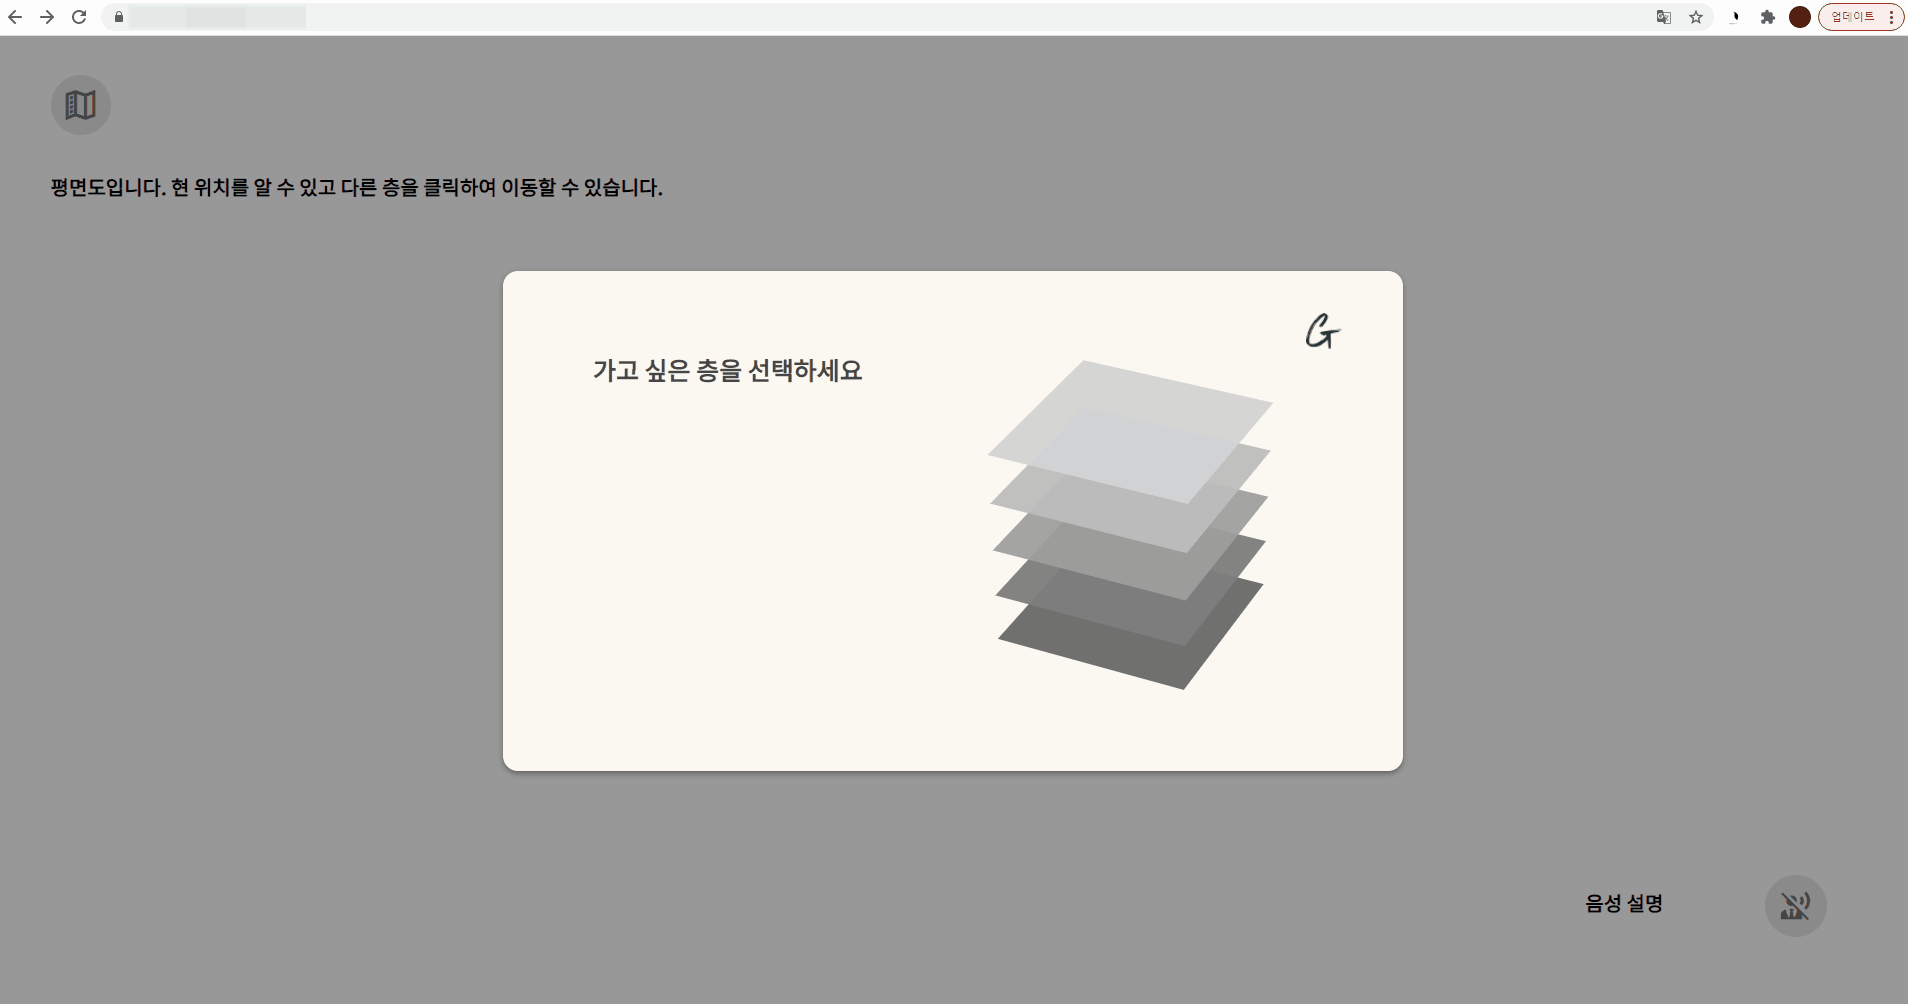 업데이트
평면도입니다. 현 위치를 알 수 있고 다른 층을 클릭하여 이동할 수 있습니다.
G
가고 싶은 층을 선택하세요
음성 설명